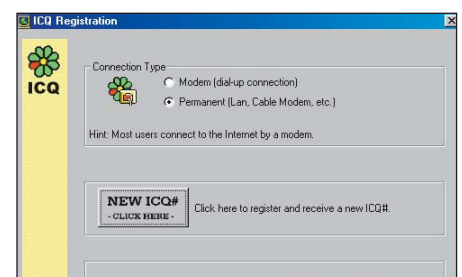 ICQ Registration
ICQ
Connection Type
Modem (dial-up connection)
Permanent (Lan, Cable Modem, etc.)
Hint: Most users connect to the Internet by a modem.
NEW ICQ#
- CLICK HERE -
Click here to register and receive a new ICQ#.